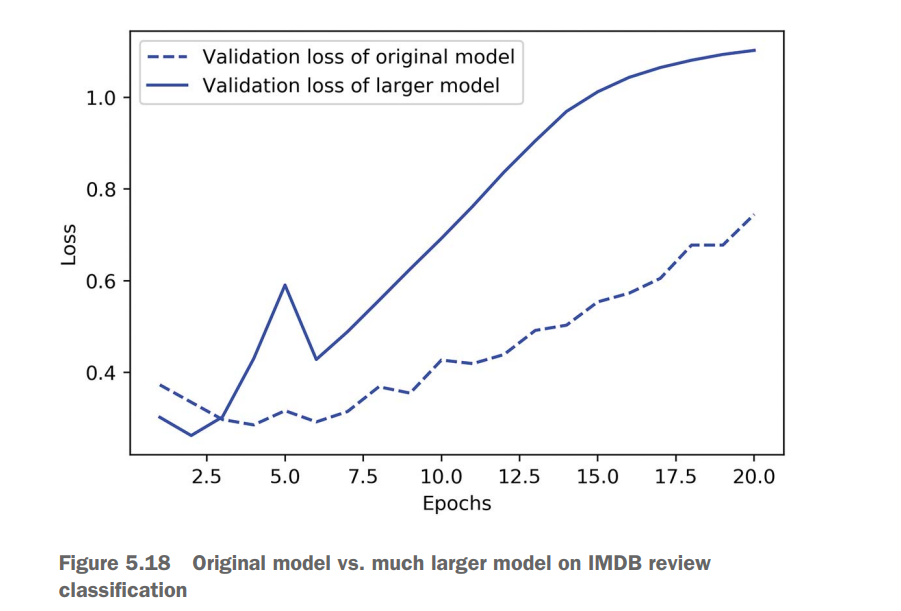 Validation loss of original model
Validation loss of larger model
1.0
0.8
0.6
0.4
Loss
2.5 5.0 7.5 10.0 12.5 15.0 17.5 20.0
Epochs
Figure 5.18 Original model vs. much larger model on IMDB review
classification